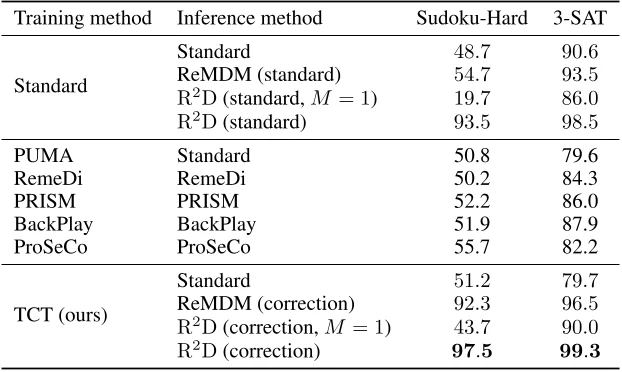 Training method Inference method Sudoku-Hard 3-SAT
Standard 48.7 90.6
ReMDM (standard) 54.7 93.5
Standard
R²D (standard, M = 1) 19.7 86.0
R²D (standard) 93.5 98.5
PUMA Standard 50.8 79.6
RemeDi RemeDi 50.2 84.3
PRISM PRISM 52.2 86.0
BackPlay BackPlay 51.9 87.9
ProSeCo ProSeCo 55.7 82.2
Standard 51.2 79.7
ReMDM (correction) 92.3 96.5
TCT (ours)
R²D (correction, M = 1) 43.7 90.0
R²D (correction) 97.5 99.3